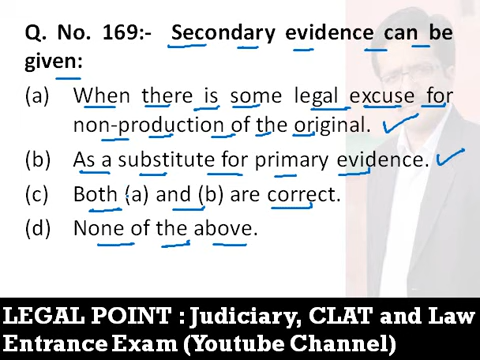 Q. No. 169:- Secondary evidence can be
given:
(a) When there is some legal excuse for
non-production of the original.
(b) As a substitute for primary evidence.
(c) Both (a) and (b) are correct.
(d) None of the above.
LEGAL POINT : Judiciary, CLAT and Law
Entrance Exam (Youtube Channel)